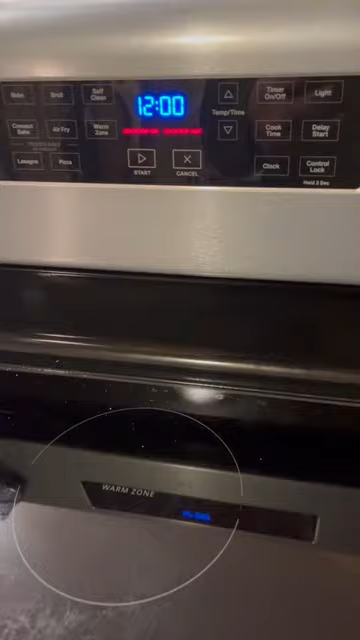 Bake Broil Self Clean 12:00 Timer On/Off Light
Temp/Time
Convect Bake Air Fry Warm Zone Cook Time Delay Start
Lasagna Pizza START CANCEL Clock Control Lock
Hold 3 Sec
WARM ZONE